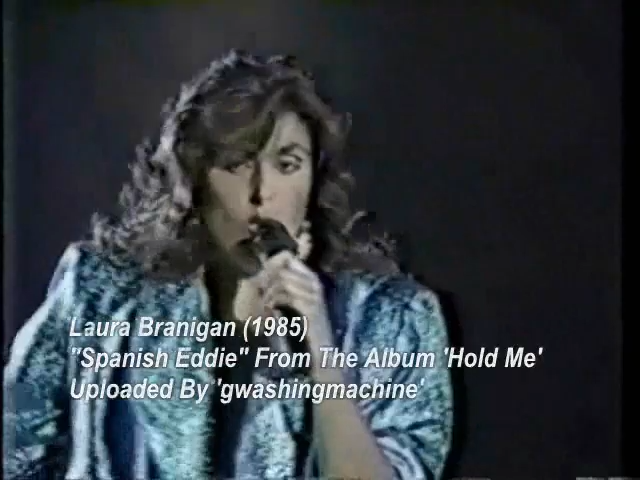 Laura Branigan (1985)
"Spanish Eddie" From The Album 'Hold Me'
Uploaded By 'gwashingmachine'